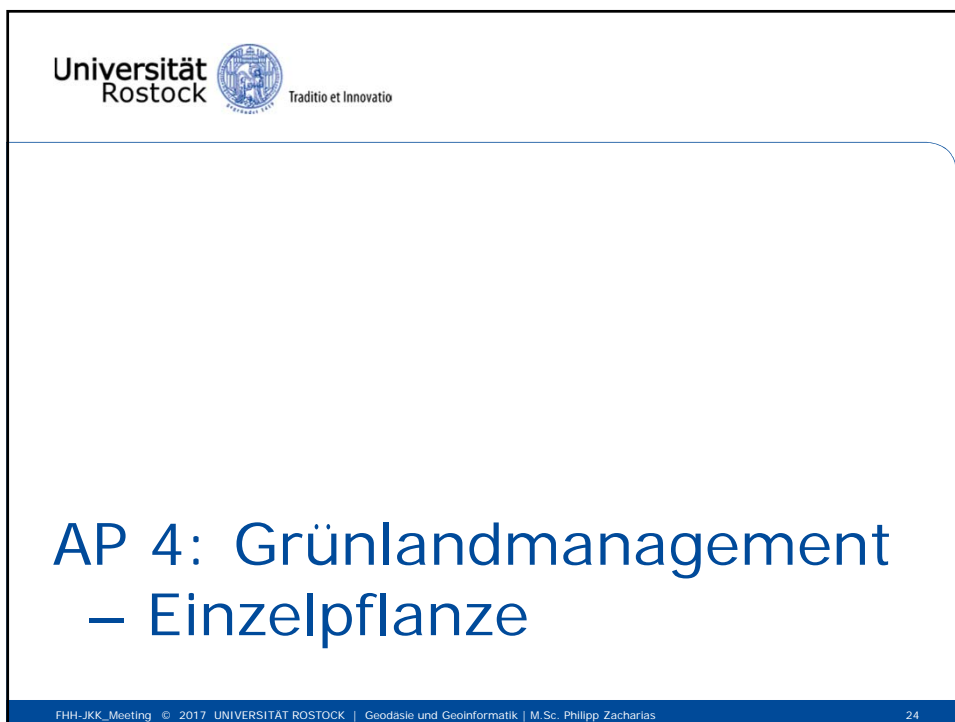 Universität
Rostock
Traditio et Innovatio
AP 4: Grünlandmanagement
– Einzelpflanze
FHH-JKK_Meeting © 2017 UNIVERSITÄT ROSTOCK | Geodäsie und Geoinformatik | M.Sc. Philipp Zacharias 24